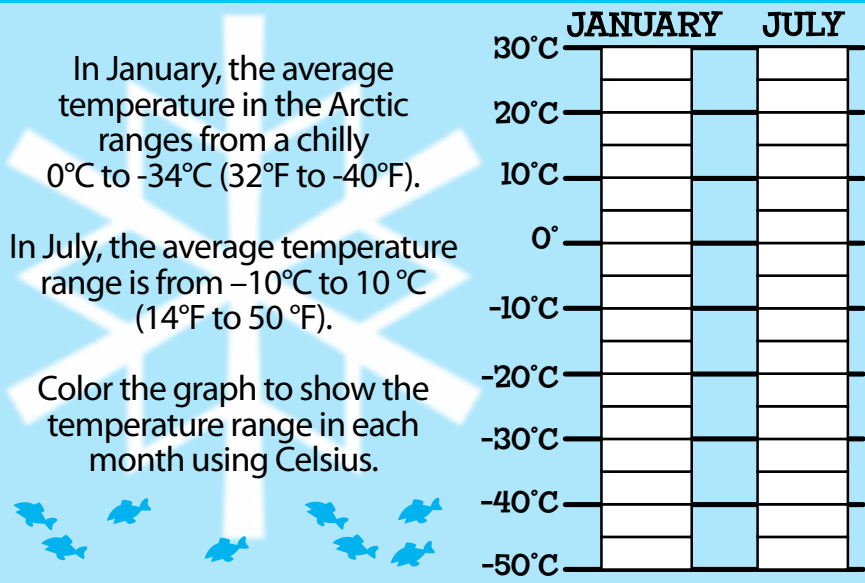 In January, the average
temperature in the Arctic
ranges from a chilly
0°C to -34°C (32°F to -40°F).
In July, the average temperature
range is from –10°C to 10 °C
(14°F to 50 °F).
Color the graph to show the
temperature range in each
month using Celsius.
JANUARY JULY
30°C
20°C
10°C
0°
-10°C
-20°C
-30°C
-40°C
-50°C